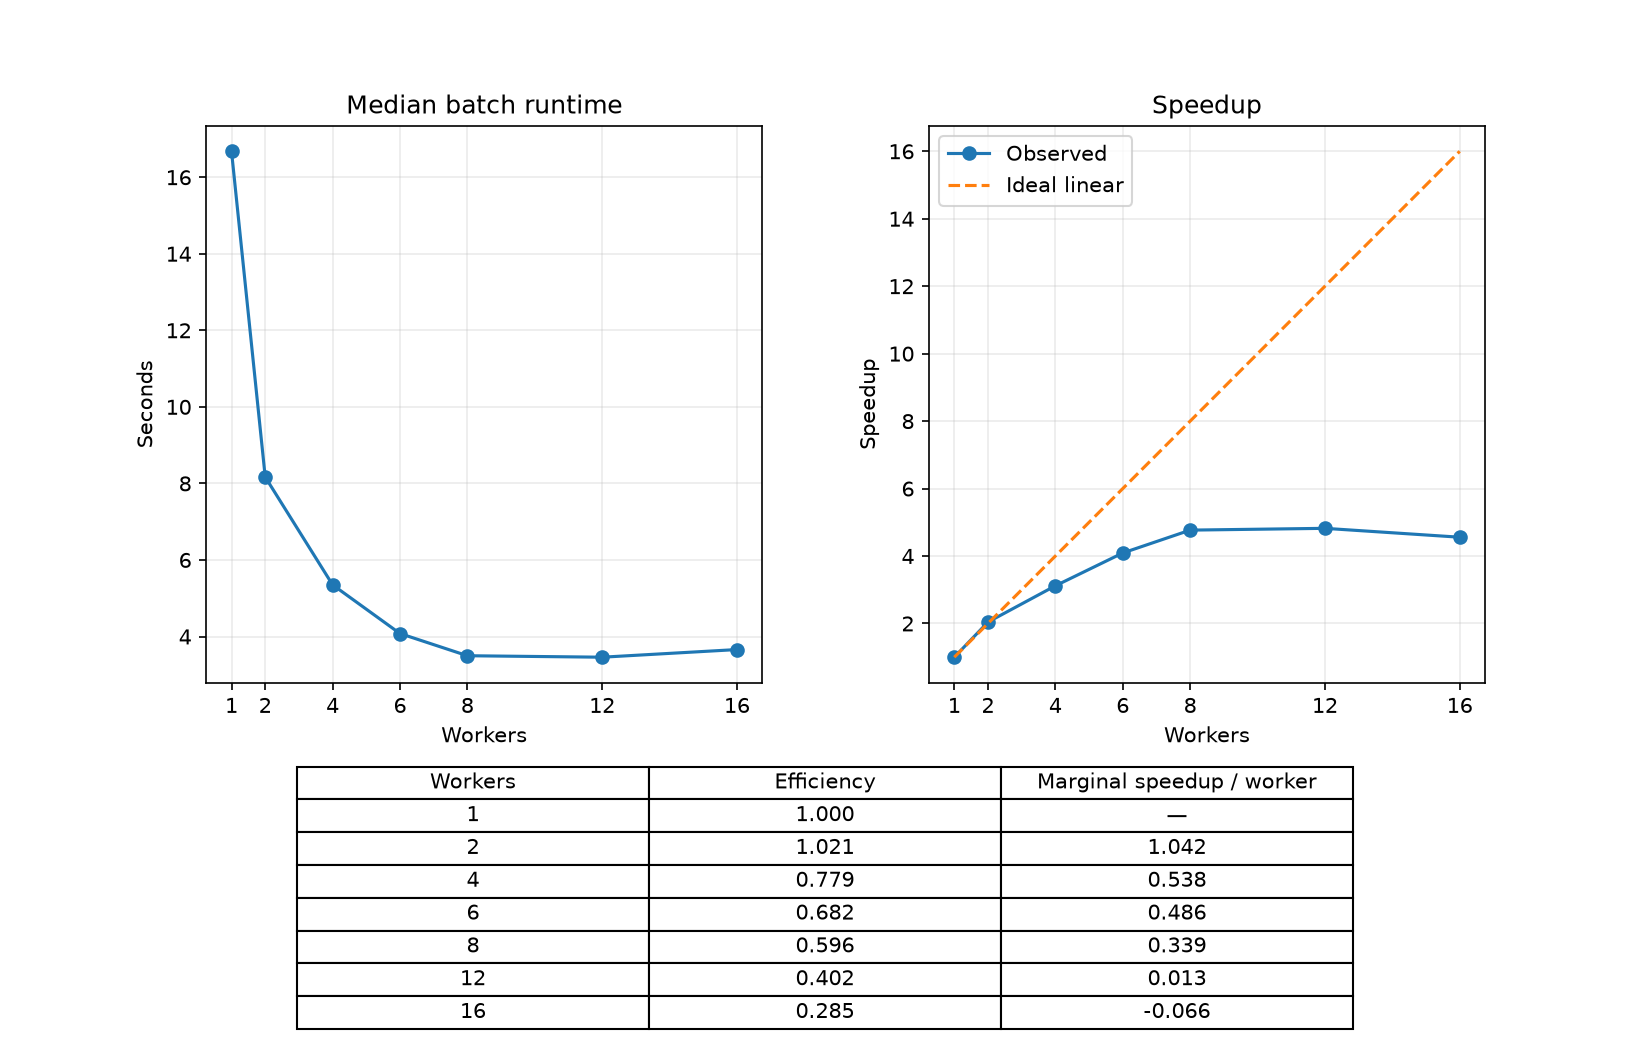 Median batch runtime
Seconds
16
14
12
10
8
6
4
1 2 4 6 8 12 16
Workers
Speedup
Observed
Ideal linear
Speedup
16
14
12
10
8
6
4
2
1 2 4 6 8 12 16
Workers
Workers Efficiency Marginal speedup / worker
1 1.000 —
2 1.021 1.042
4 0.779 0.538
6 0.682 0.486
8 0.596 0.339
12 0.402 0.013
16 0.285 -0.066